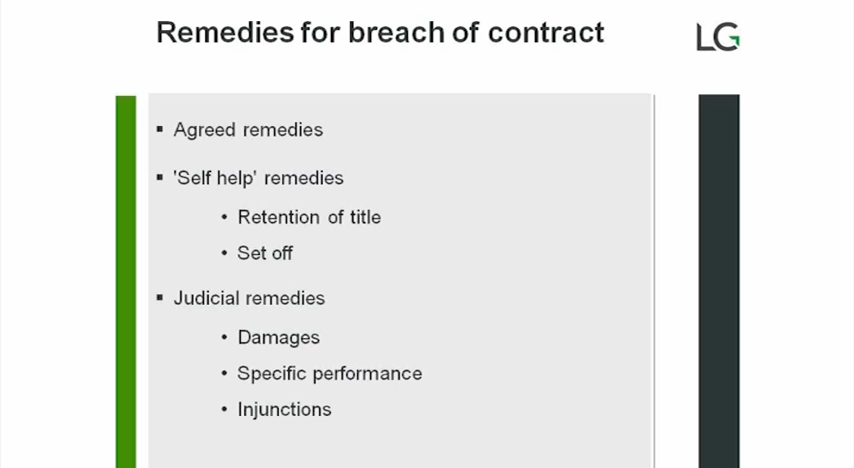 Remedies for breach of contract
LG
▪ Agreed remedies
▪ 'Self help' remedies
• Retention of title
• Set off
▪ Judicial remedies
• Damages
• Specific performance
• Injunctions